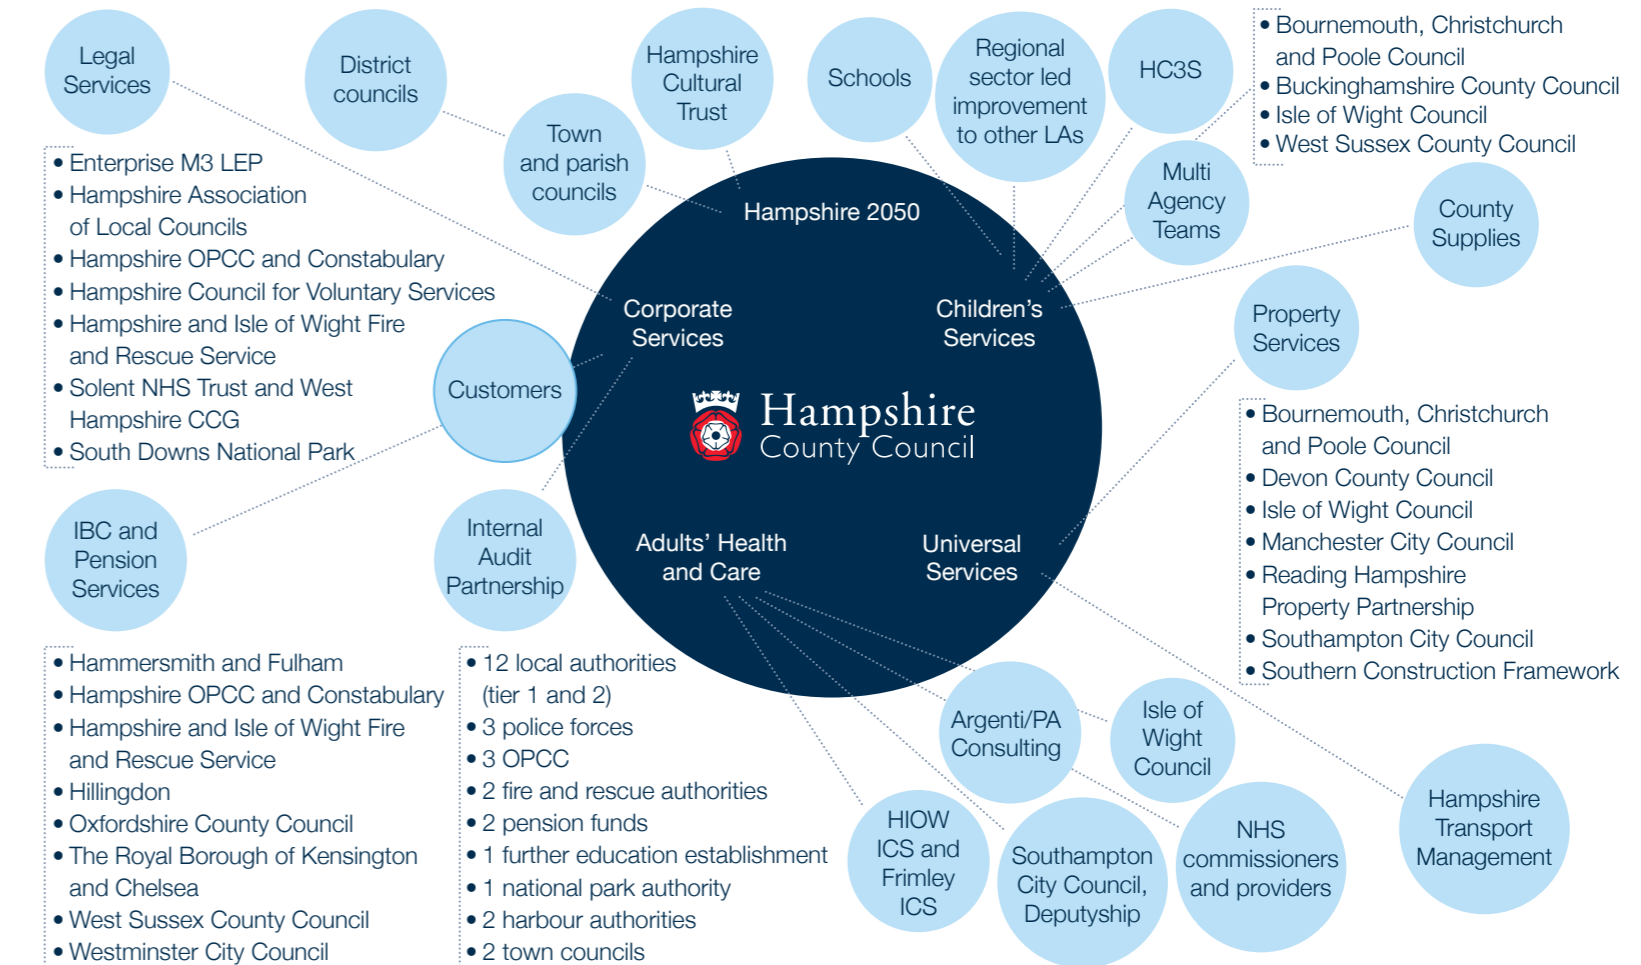 Legal
Services
District
councils
Town
and parish
councils
Hampshire
Cultural
Trust
Schools
Regional
sector led
improvement
to other LAs
HC3S
• Bournemouth, Christchurch
and Poole Council
• Buckinghamshire County Council
• Isle of Wight Council
• West Sussex County Council
Multi
Agency
Teams
County
Supplies
• Enterprise M3 LEP
• Hampshire Association
of Local Councils
• Hampshire OPCC and Constabulary
• Hampshire Council for Voluntary Services
• Hampshire and Isle of Wight Fire
and Rescue Service
• Solent NHS Trust and West
Hampshire CCG
• South Downs National Park
Hampshire 2050
Corporate
Services
Children's
Services
Customers
Hampshire
County Council
Property
Services
• Bournemouth, Christchurch
and Poole Council
• Devon County Council
• Isle of Wight Council
• Manchester City Council
• Reading Hampshire
Property Partnership
• Southampton City Council
• Southern Construction Framework
IBC and
Pension
Services
Internal
Audit
Partnership
Adults' Health
and Care
Universal
Services
• Hammersmith and Fulham
• Hampshire OPCC and Constabulary
• Hampshire and Isle of Wight Fire
and Rescue Service
• Hillingdon
• Oxfordshire County Council
• The Royal Borough of Kensington
and Chelsea
• West Sussex County Council
• Westminster City Council
• 12 local authorities
(tier 1 and 2)
• 3 police forces
• 3 OPCC
• 2 fire and rescue authorities
• 2 pension funds
• 1 further education establishment
• 1 national park authority
• 2 harbour authorities
• 2 town councils
HIOW
ICS and
Frimley
ICS
Argenti/PA
Consulting
Isle of
Wight
Council
Southampton
City Council,
Deputyship
NHS
commissioners
and providers
Hampshire
Transport
Management